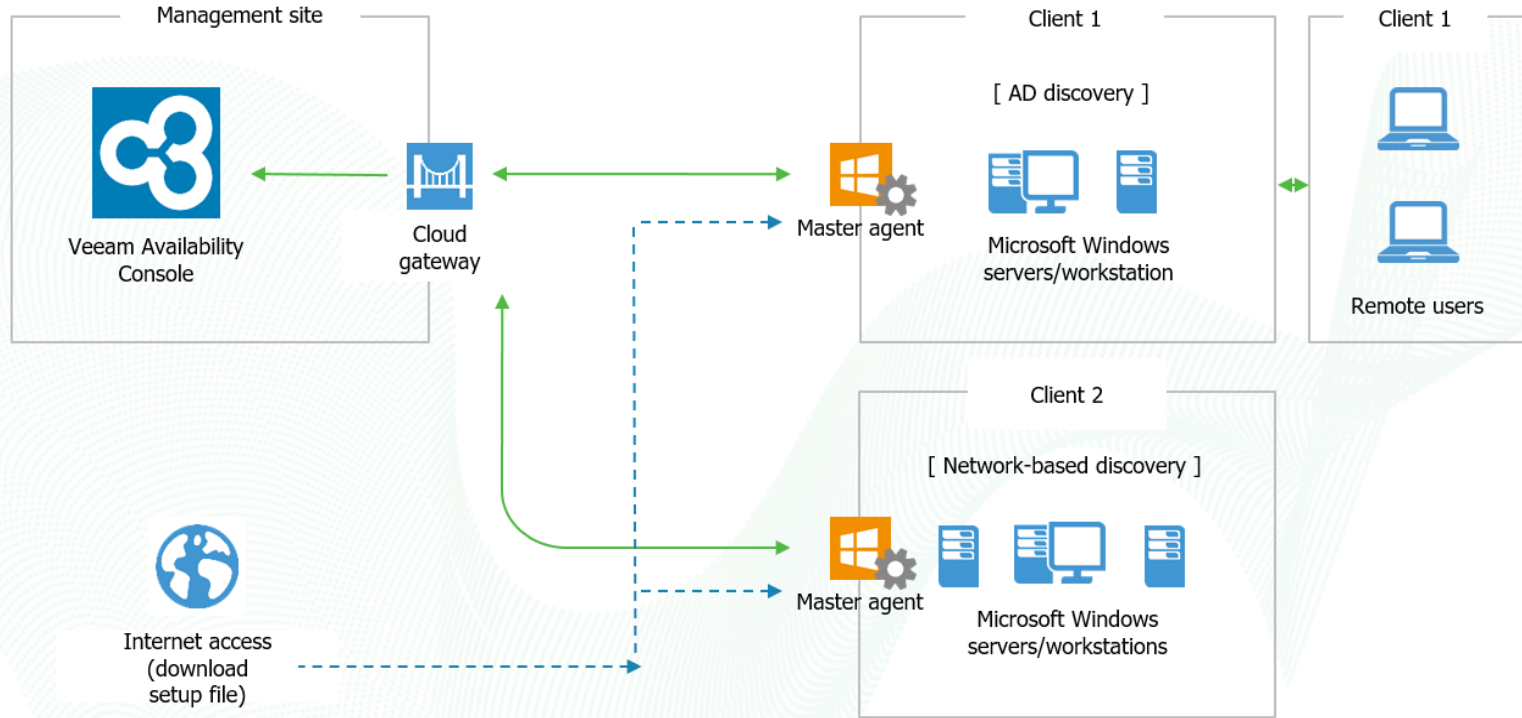 Management site
Veeam Availability
Console
Cloud
gateway
Client 1
[ AD discovery ]
Master agent
Microsoft Windows
servers/workstation
Client 1
Remote users
Client 2
[ Network-based discovery ]
Master agent
Microsoft Windows
servers/workstations
Internet access
(download
setup file)